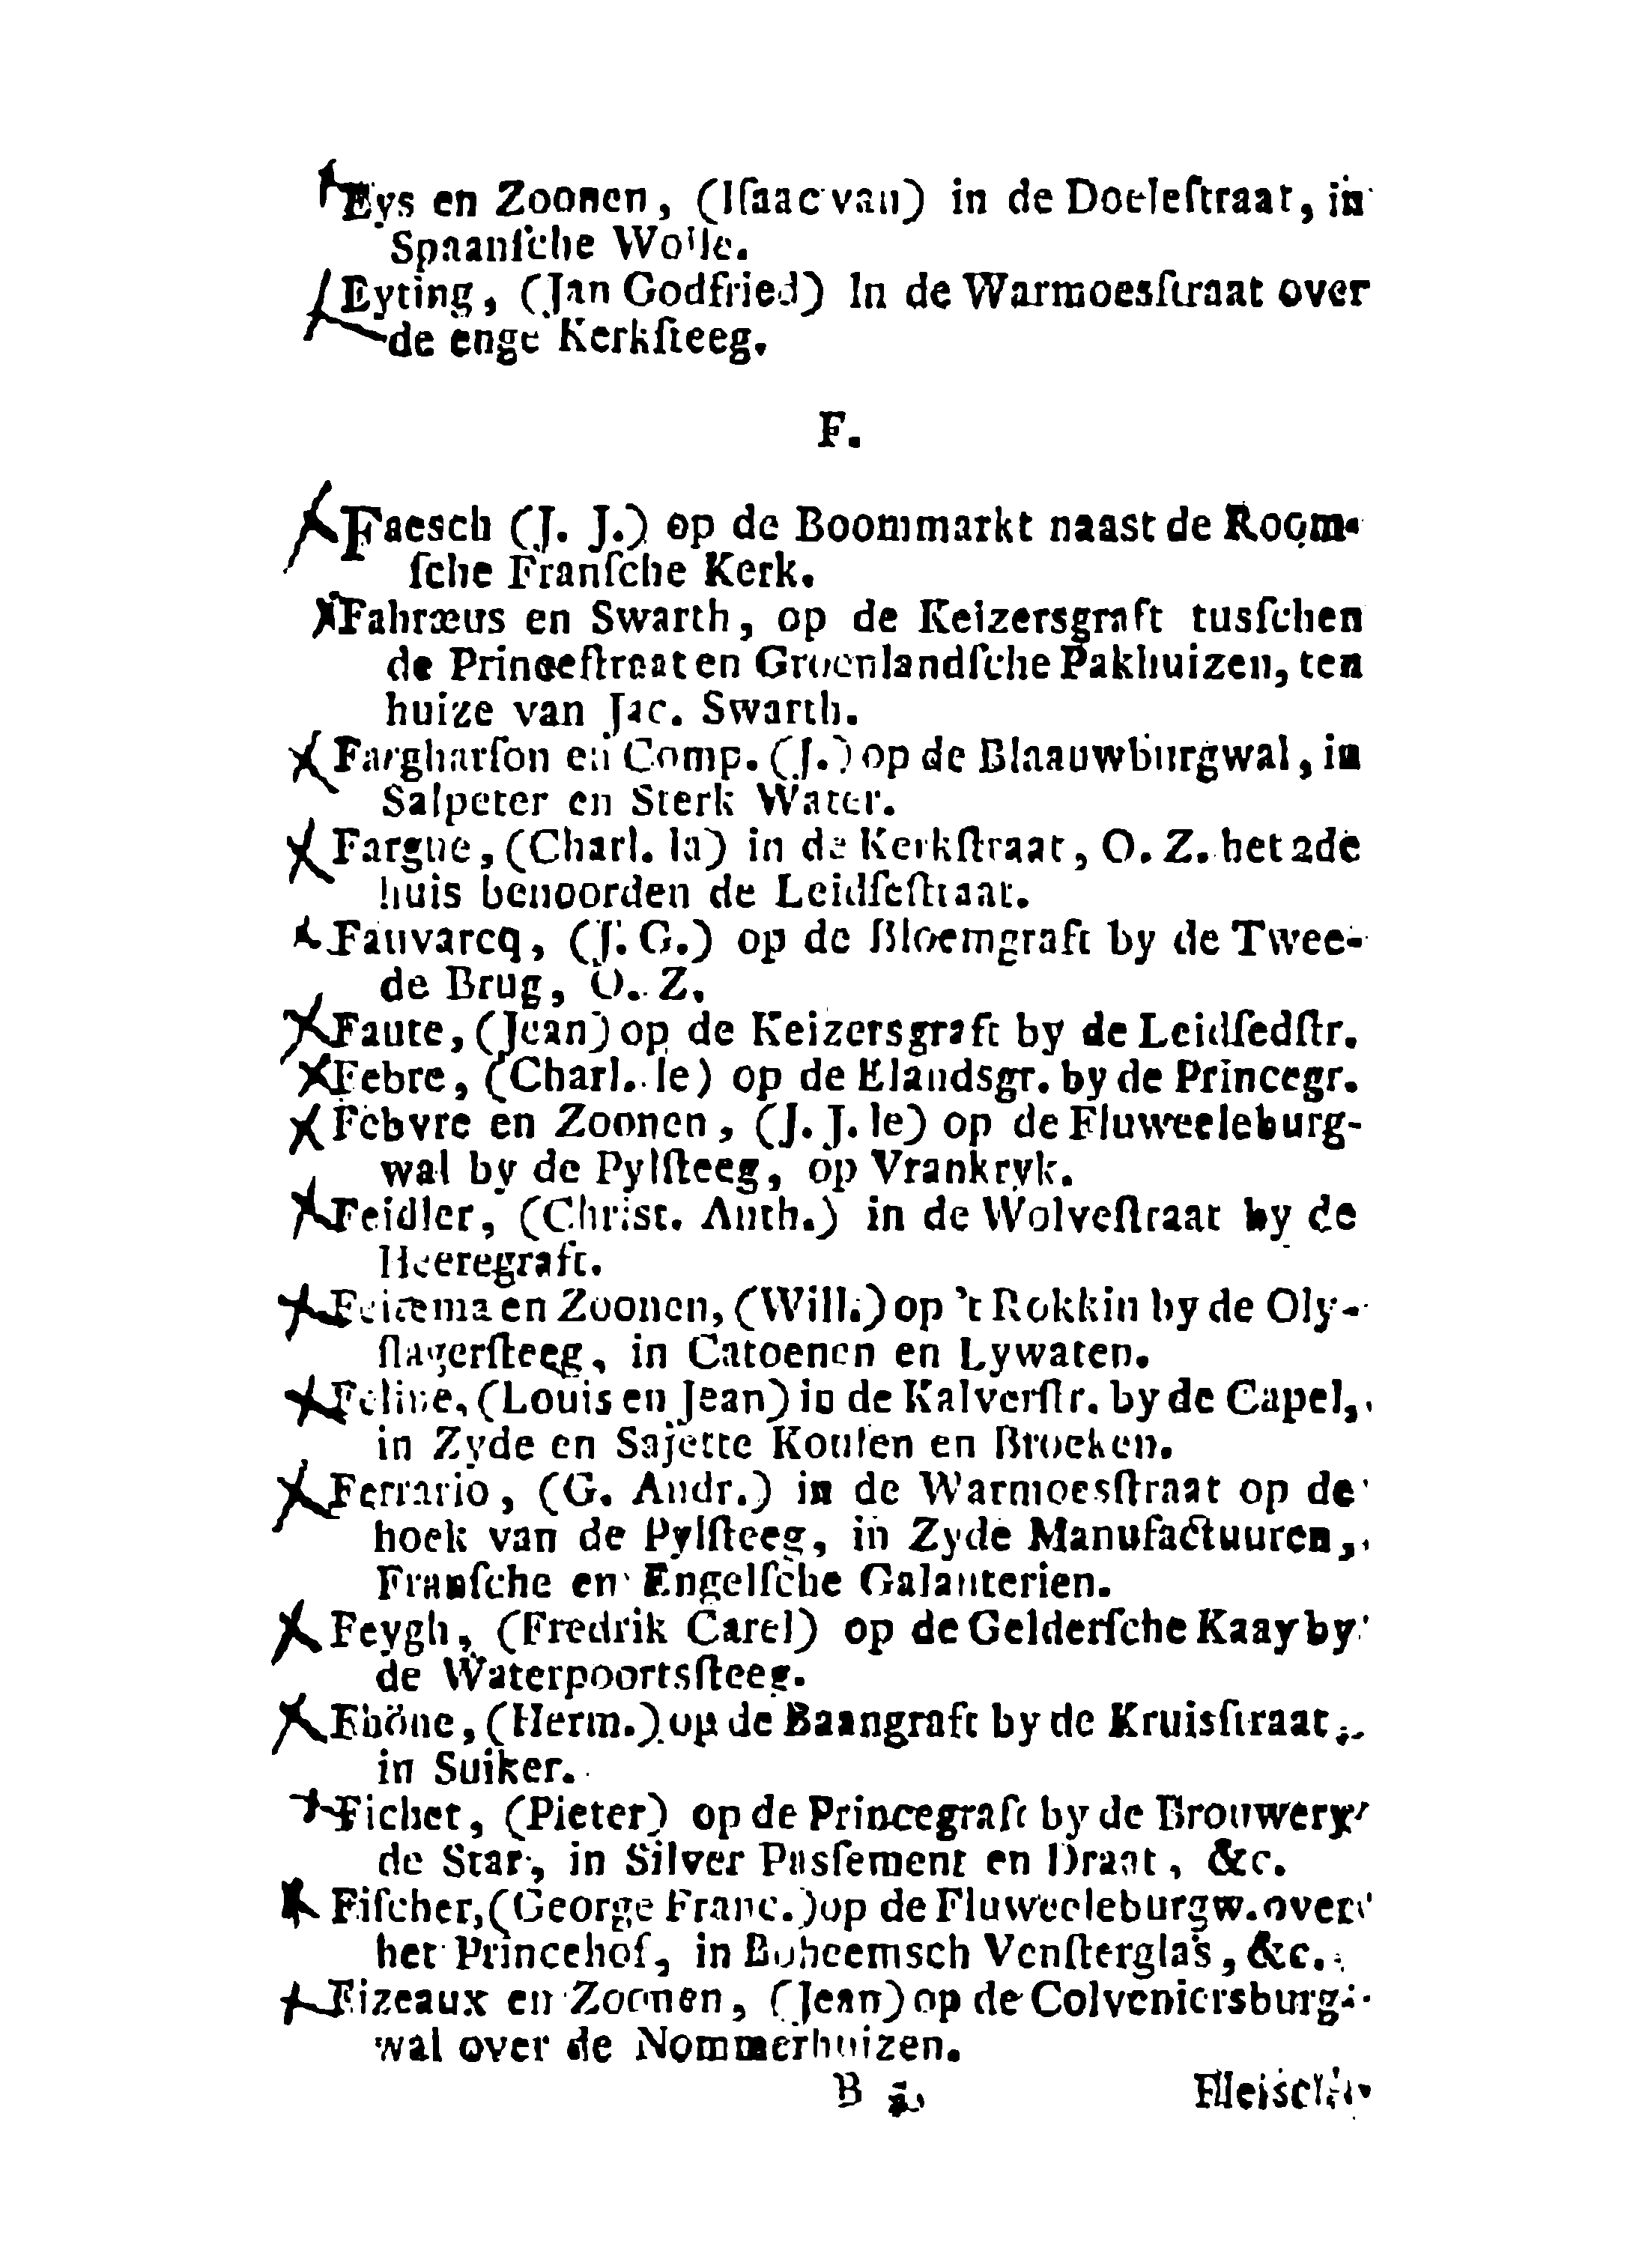 Eys en Zoonen, (Iſaac van) in de Doeleſtraat, in
Spaanſche Wolle.
Eyting, (Jan Godfried) In de Warmoesſtraat over
de enge Kerkſteeg.
F.
Faesch (J. J.) op de Boommarkt naast de Room-
ſche Franſche Kerk.
Fahræus en Swarth, op de Keizersgraft tusſchen
de Princeſtraat en Groenlandſche Pakhuizen, ten
huize van Jac. Swarth.
Fargharſon en Comp. (J.) op de Blaauwburgwal, in
Salpeter en Sterk Water.
Fargue, (Charl. la) in de Kerkſtraat, O. Z. het 2de
huis benoorden de Leidſeſtraat.
Fauvarcq, (J. G.) op de Bloemgraft by de Twee-
de Brug, O. Z.
Faute, (Jean) op de Keizersgraft by de Leidſedſtr.
Febre, (Charl. le) op de Elandsgr. by de Princegr.
Febvre en Zoonen, (J. J. le) op de Fluweeleburg-
wal by de Pylſteeg, op Vrankryk.
Feidler, (Christ. Anth.) in de Wolveſtraat by de
Heeregraft.
Feitema en Zoonen, (Will.) op 't Rokkin by de Oly-
ſlagerſteeg, in Catoenen en Lywaten.
Feline, (Louis en Jean) in de Kalverſtr. by de Capel,
in Zyde en Sajette Kouſen en Broeken.
Ferrario, (G. Andr.) in de Warmoesſtraat op de
hoek van de Pylſteeg, in Zyde Manufactuuren,
Franſche en Engelſche Galanterien.
Feygh, (Fredrik Carel) op de Gelderſche Kaay by
de Waterpoortsſteeg.
Fhöne, (Herm.) op de Baangraft by de Kruisſtraat,
in Suiker.
Fichet, (Pieter) op de Princegraft by de Brouwery
de Star, in Silver Pasſement en Draat, &c.
Fiſcher, (George Franc.) op de Fluweeleburgw. over
het Princehof, in Boheemsch Venſterglas, &c.
Fizeaux en Zoonen, (Jean) op de Colveniersburg-
wal over de Nommerhuizen.
B